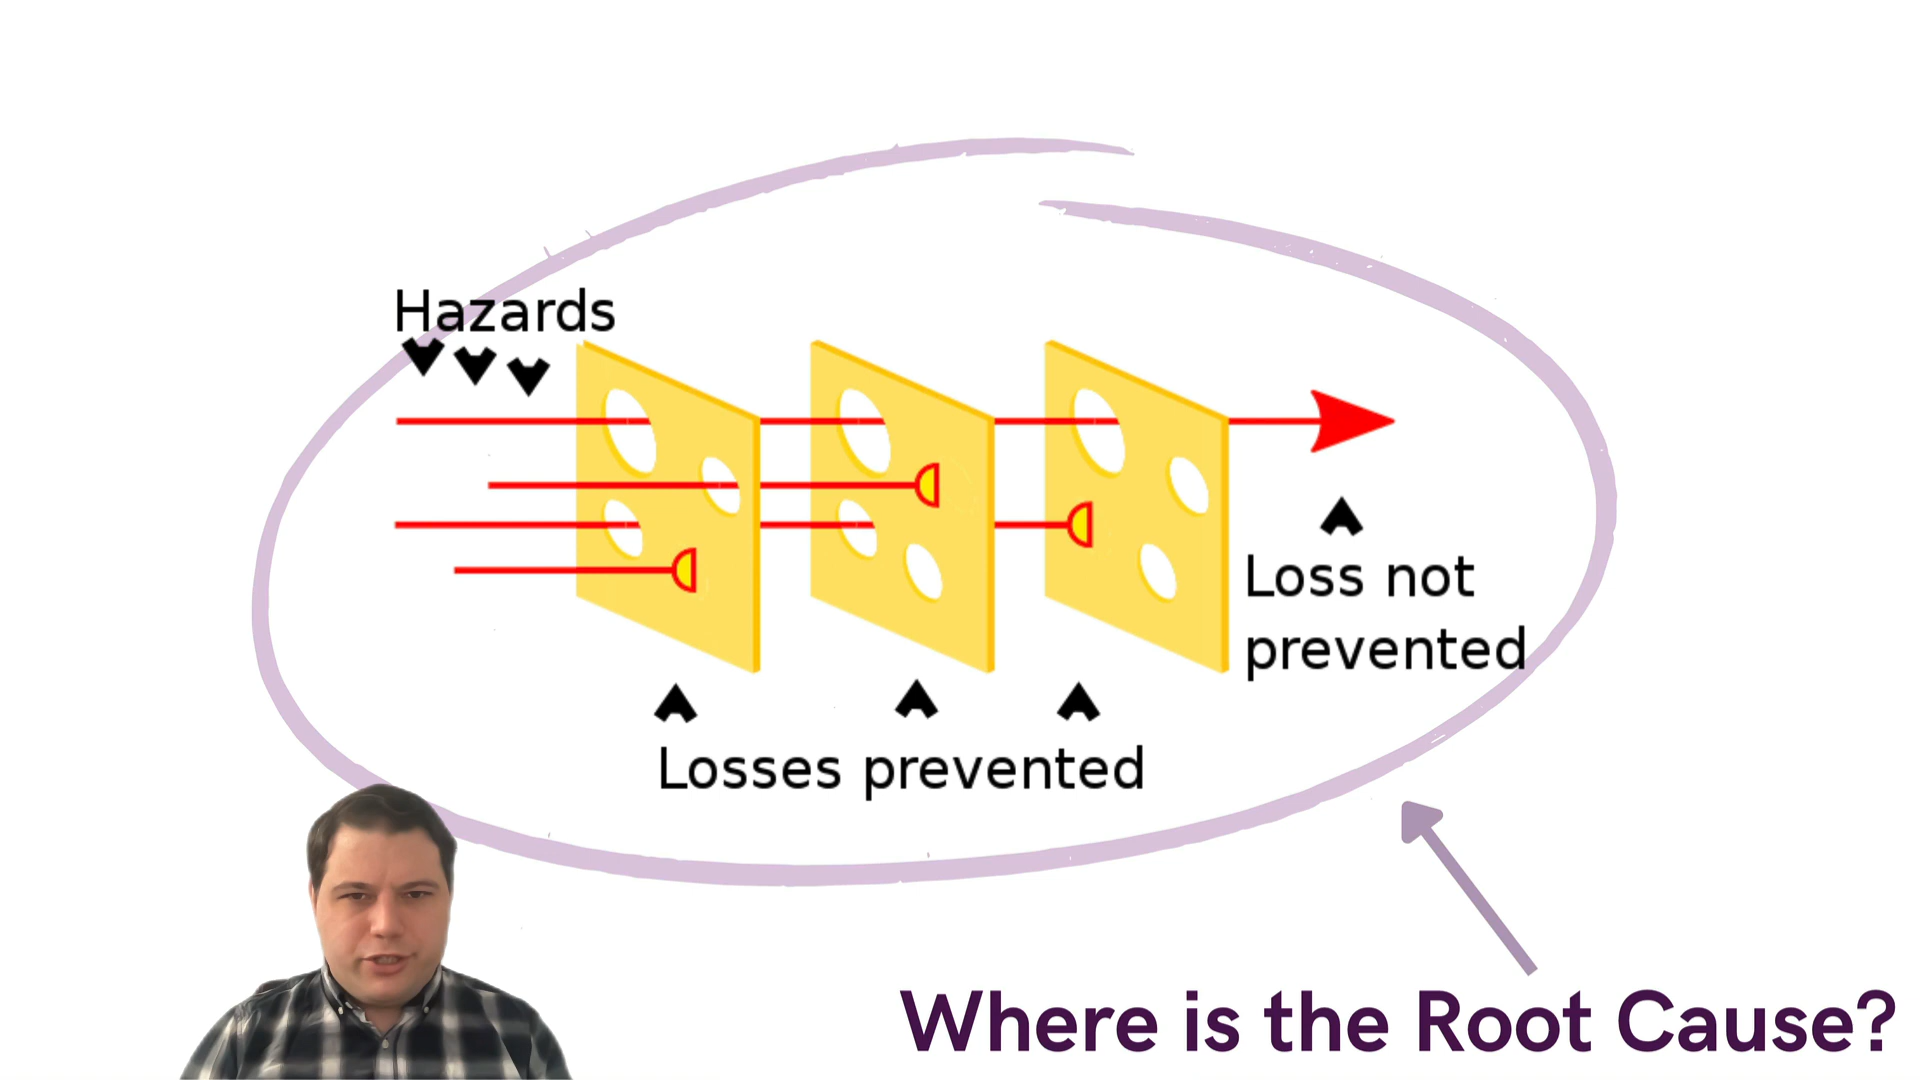 Hazards
Loss not
prevented
Losses prevented
Where is the Root Cause?